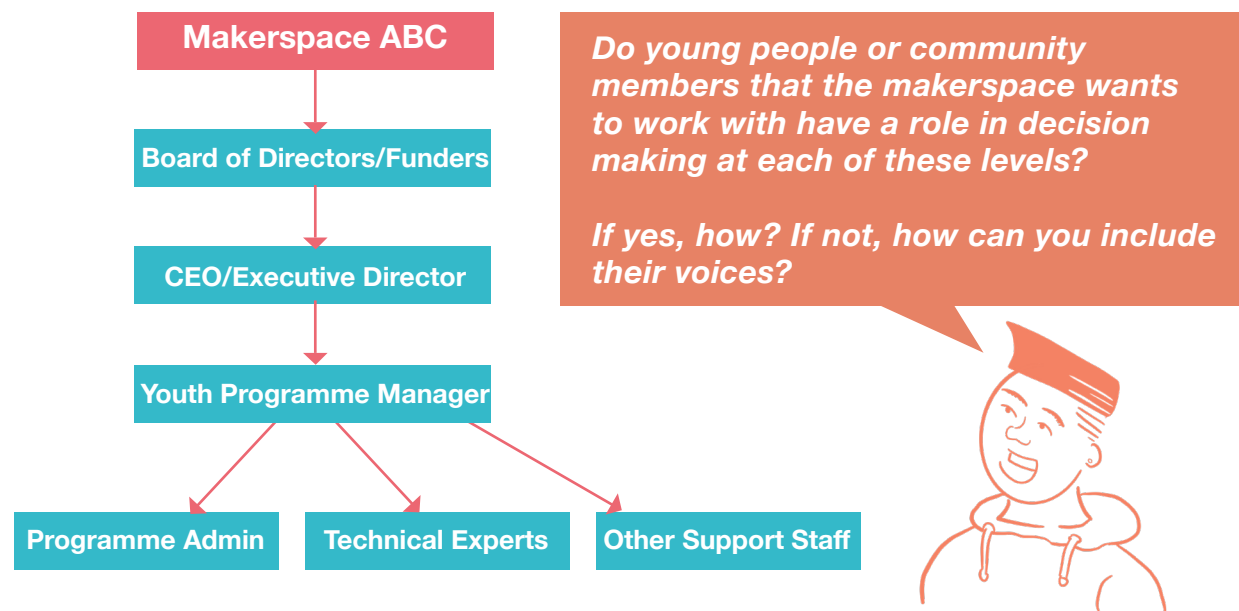 Makerspace ABC
Board of Directors/Funders
CEO/Executive Director
Youth Programme Manager
Programme Admin
Technical Experts
Other Support Staff
Do young people or community
members that the makerspace wants
to work with have a role in decision
making at each of these levels?
If yes, how? If not, how can you include
their voices?